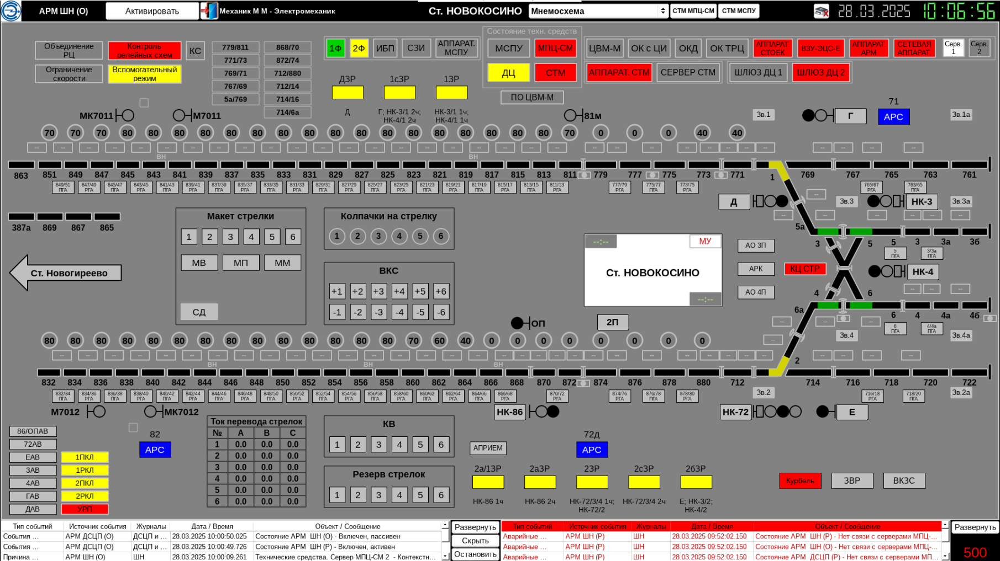 АРМ ШН (О)
Активировать
Механик М М - Электромеханик
Ст. НОВОКОСИНО
Мнемосхема
СТМ МПЦ-СМ
СТМ МСПУ
28.03.2025
10:06:56
Объединение РЦ
Контроль релейных схем
КС
Ограничение скорости
Вспомогательный режим
779/811 868/70
771/73 872/74
769/71 712/880
767/69 712/14
5а/769 714/16
714/6а
1Ф 2Ф ИБП СЗИ АППАРАТ. МСПУ
Состояние техн. средств
МСПУ МПЦ-СМ
ДЦ СТМ
ЦВМ-М ОК с ЦИ ОКД ОК ТРЦ АППАРАТ. СТОЕК ВЗУ-ЭЦС-Е АППАРАТ. АРМ СЕТЕВАЯ АППАРАТ. Серв. 1 Серв. 2
АППАРАТ. СТМ СЕРВЕР СТМ ШЛЮЗ ДЦ 1 ШЛЮЗ ДЦ 2
ПО ЦВМ-М
ДЗР 1сЗР 1ЗР
Д Г; НК-3/1 2ч; НК-4/1 2ч НК-3/1 1ч; НК-4/1 1ч
МК7011 М7011 81м Зв.1 Г 71 АРС Зв.1а
70 70 70 80 80 80 80 80 80 80 80 80 80 80 80 80 80 80 80 80 70 0 0 0 40 40
-- -- -- -- -- -- -- -- -- -- -- -- -- -- -- -- -- -- -- -- -- -- -- -- -- -- -- -- -- -- -- -- --
ВН ВН
863 851 849 847 845 843 841 839 837 835 833 831 829 827 825 823 821 819 817 815 813 811 779 777 775 773 771 1 769 767 765 763 761
849/51 ПГА 847/49 РГА 845/47 ПГА 843/45 РГА 841/43 ПГА 839/41 РГА 837/39 ПГА 835/37 РГА 833/35 ПГА 831/33 РГА 829/31 ПГА 827/29 РГА 825/27 ПГА 823/25 РГА 821/23 ПГА 819/21 РГА 817/19 ПГА 815/17 РГА 813/15 ПГА 811/13 РГА 777/79 РГА 775/77 ПГА 773/75 РГА 765/67 РГА 763/65 ПГА
Д -- Зв.3 НК-3 Зв.3а
-- -- -- -- -- --
387а 869 867 865
5а 3 5 5 3 3а 3б
5 ПГА 3/3а ПГА
Макет стрелки
1 2 3 4 5 6
МВ МП ММ
СД
Колпачки на стрелку
1 2 3 4 5 6
ВКС
+1 +2 +3 +4 +5 +6
-1 -2 -3 -4 -5 -6
Ст. Новогиреево
--:-- МУ
Ст. НОВОКОСИНО
--:--
АО 3П
АРК КЦ СТР НК-4
АО 4П
-- -- --
4 6
6а 6 4 4а 4б
-- -- --
6 ПГА 4/4а ПГА
Зв.4 Зв.4а
ОП 2П
80 80 80 80 80 80 80 80 80 80 80 80 80 80 70 60 40 0 0 0 0 0 0 0 0 0
--
-- -- -- -- -- -- -- -- -- -- -- -- -- -- -- -- -- -- -- -- -- -- -- -- -- -- -- -- -- -- -- --
ВН ВН ВН
2
832 834 836 838 840 842 844 846 848 850 852 854 856 858 860 862 864 866 868 870 872 874 876 878 880 712 714 716 718 720 722
832/34 ПГА 834/36 РГА 836/38 ПГА 838/40 РГА 840/42 ПГА 842/44 РГА 844/46 ПГА 846/48 РГА 848/50 ПГА 850/52 РГА 852/54 ПГА 854/56 РГА 856/58 ПГА 858/60 РГА 860/62 ПГА 862/64 РГА 864/66 ПГА 866/68 РГА 870/72 РГА 874/76 РГА 876/78 ПГА 878/80 РГА Зв.2 716/18 РГА 718/20 ПГА Зв.2а
М7012 МК7012 НК-86 НК-72 Е
86/ОПАВ
72АВ
ЕАВ 1ПКЛ
3АВ 1РКЛ
4АВ 2ПКЛ
ГАВ 2РКЛ
ДАВ УРП
82
АРС
Ток перевода стрелок
№ А В С
1 0.0 0.0 0.0
2 0.0 0.0 0.0
3 0.0 0.0 0.0
4 0.0 0.0 0.0
5 0.0 0.0 0.0
6 0.0 0.0 0.0
КВ
1 2 3 4 5 6
Резерв стрелок
1 2 3 4 5 6
АПРИЕМ
72д
АРС
2а/1ЗР 2аЗР 2ЗР 2сЗР 2бЗР
НК-86 1ч НК-86 2ч НК-72/3/4 1ч; НК-72/2 НК-72/3/4 2ч Е; НК-3/2; НК-4/2
Курбель ЗВР ВКЗС
Тип событий Источник события Журналы Дата / Время Объект / Сообщение
События ... АРМ ДСЦП (О) ДСЦП и ... 28.03.2025 10:00:50.025 Состояние АРМ ШН (О) - Включен, пассивен
События ... АРМ ДСЦП (О) ДСЦП и ... 28.03.2025 10:00:49.726 Состояние АРМ ШН (Р) - Включен, активен
Причина ... АРМ ШН (О) ШН 28.03.2025 10:00:09.261 Технические средства. Сервер МПЦ-СМ 2 - Контекстн...
Развернуть
Скрыть
Остановить
Тип событий Источник события Журналы Дата / Время Объект / Сообщение
Аварийные ... АРМ ШН (Р) ШН 28.03.2025 09:52:02.150 Состояние АРМ ШН (Р) - Нет связи с серверами МПЦ-...
Аварийные ... АРМ ШН (Р) ШН 28.03.2025 09:52:02.150 Состояние АРМ ШН (О) - Нет связи с серверами МПЦ-...
Аварийные ... АРМ ШН (Р) ШН 28.03.2025 09:52:02.150 Состояние АРМ ДСЦП (О) - Нет связи с серверами МП...
Развернуть
500